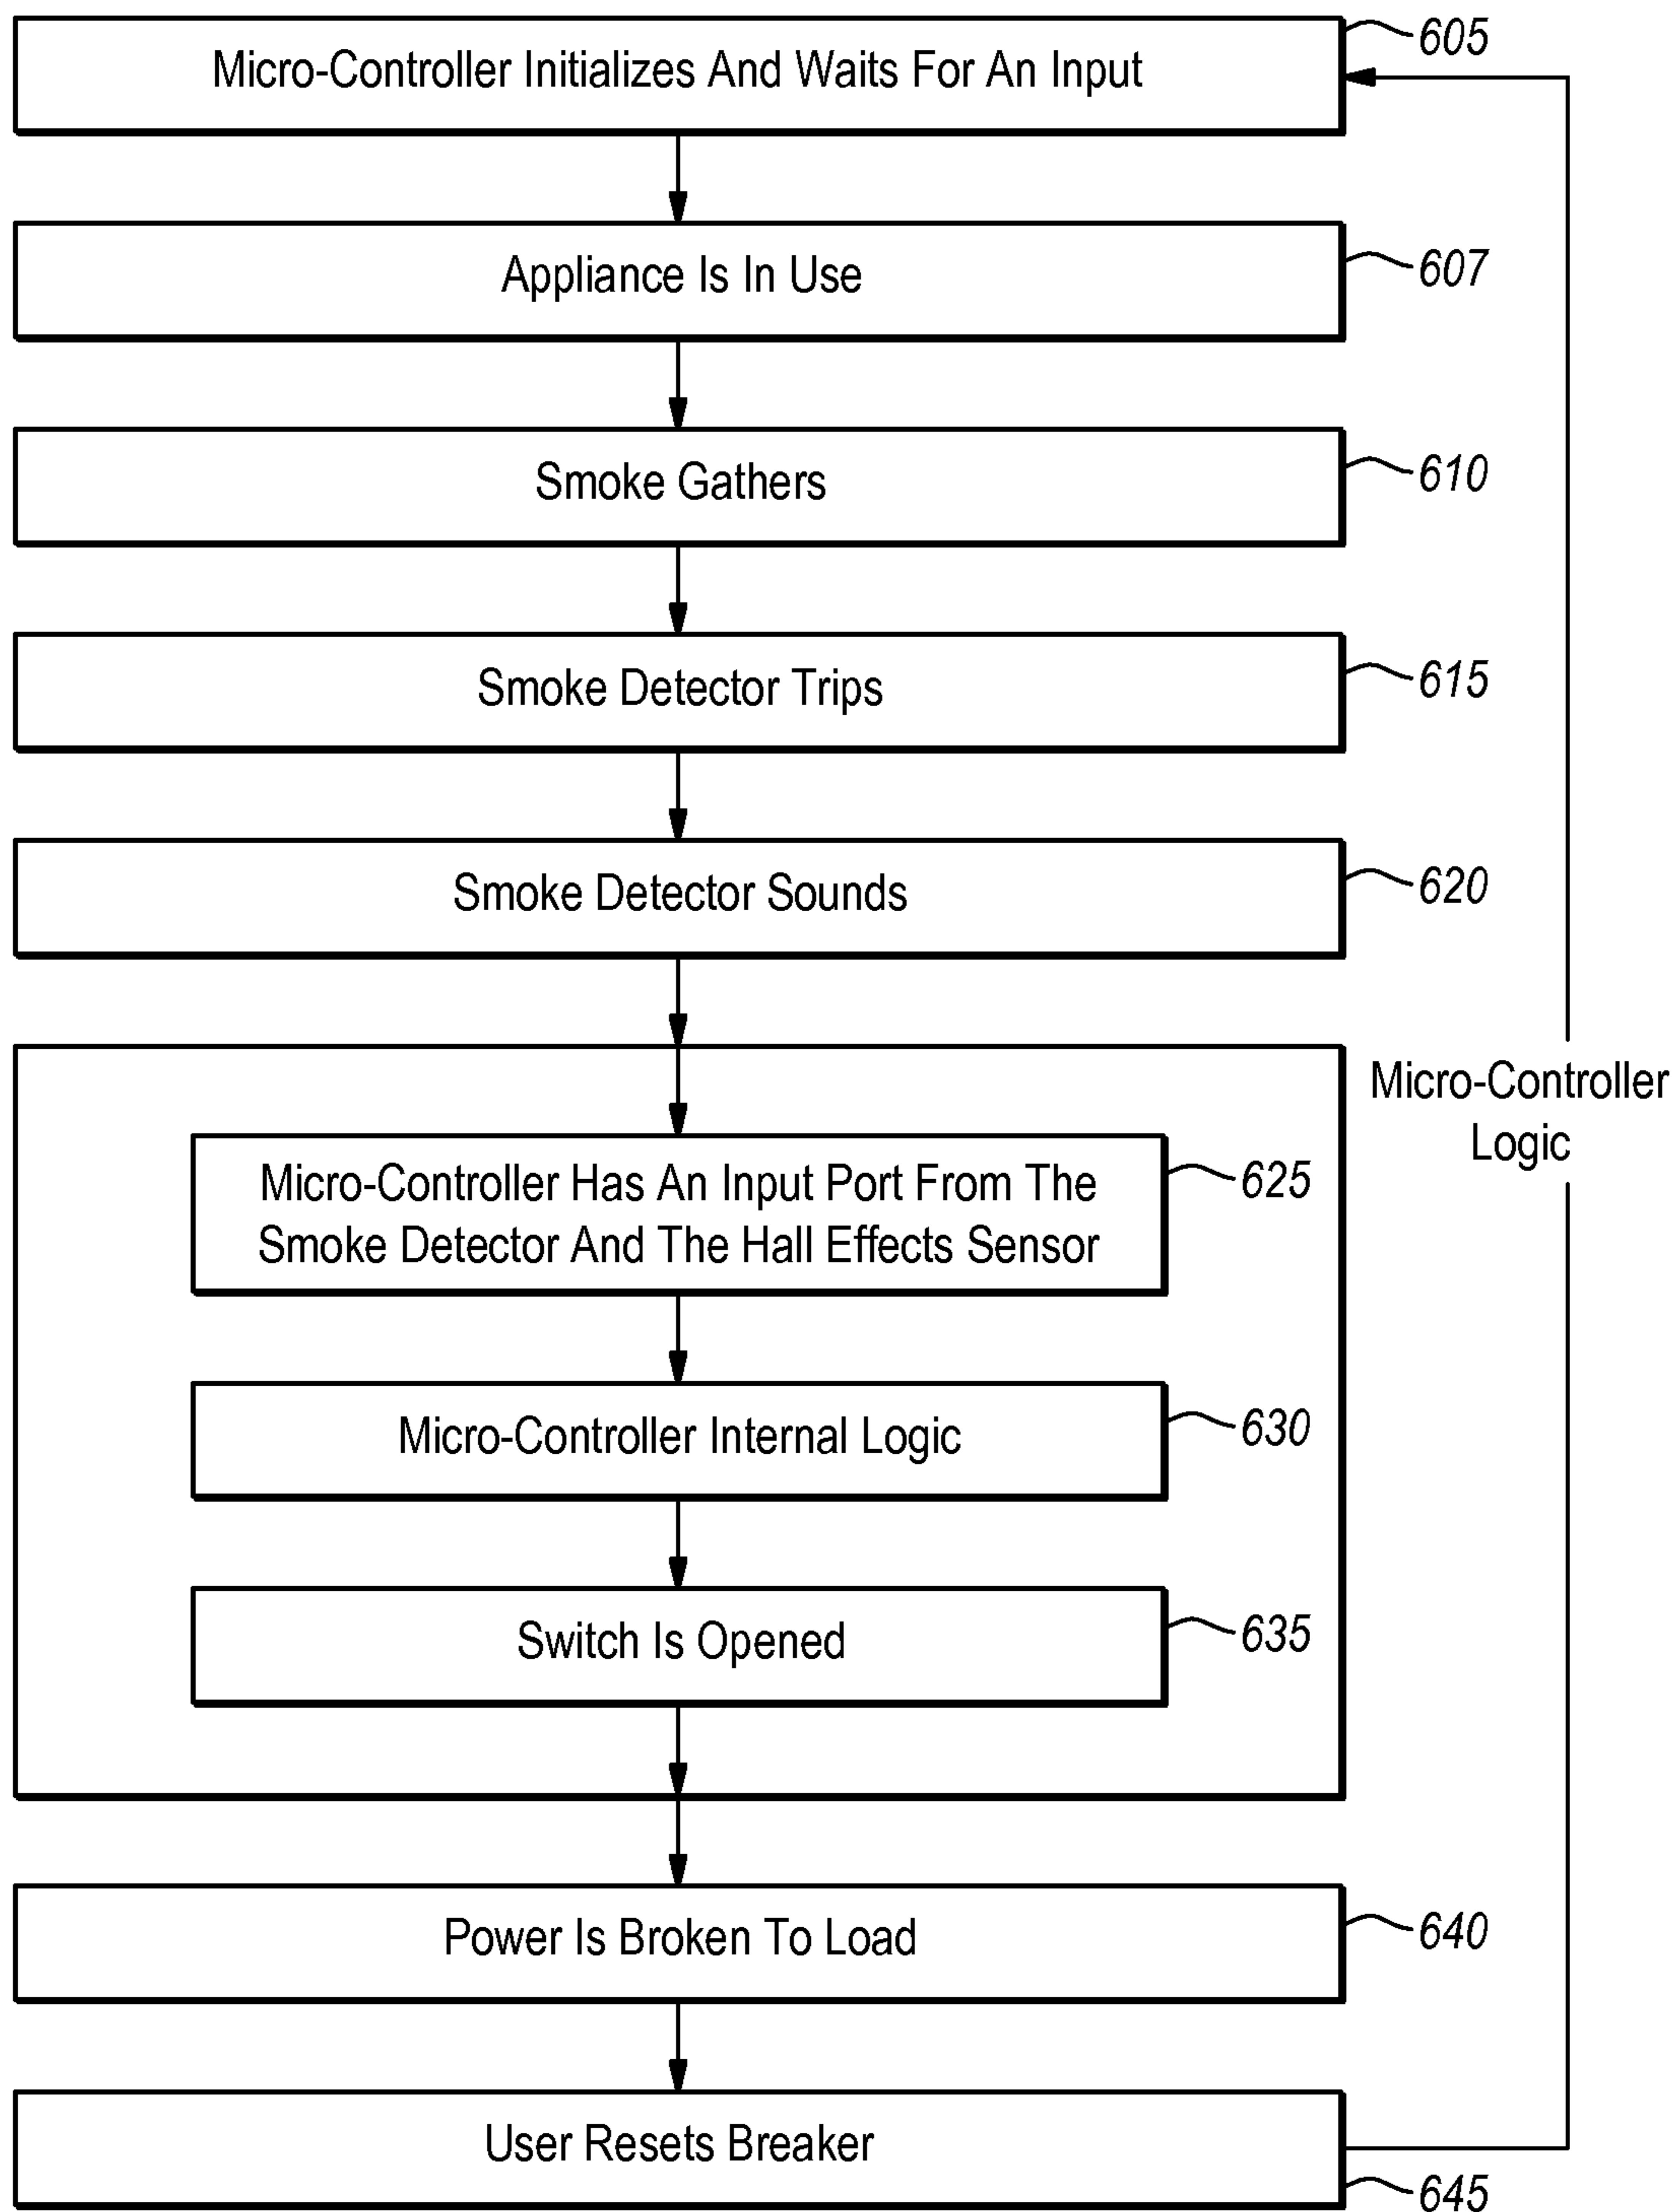 Micro-Controller Initializes And Waits For An Input
605
Appliance Is In Use
607
Smoke Gathers
610
Smoke Detector Trips
615
Smoke Detector Sounds
620
Micro-Controller
Logic
Micro-Controller Has An Input Port From The
Smoke Detector And The Hall Effects Sensor
625
Micro-Controller Internal Logic
630
Switch Is Opened
635
Power Is Broken To Load
640
User Resets Breaker
645